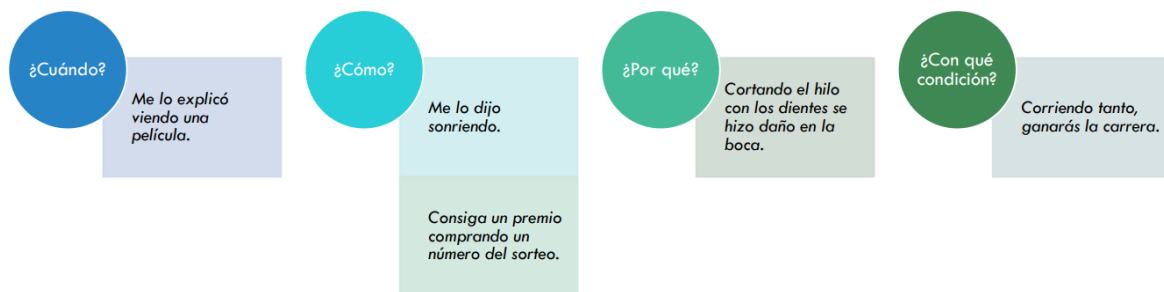 ¿Cuándo?
Me lo explicó
viendo una
película.
¿Cómo?
Me lo dijo
sonriendo.
Consiga un premio
comprando un
número del sorteo.
¿Por qué?
Cortando el hilo
con los dientes se
hizo daño en la
boca.
¿Con qué
condición?
Corriendo tanto,
ganarás la carrera.